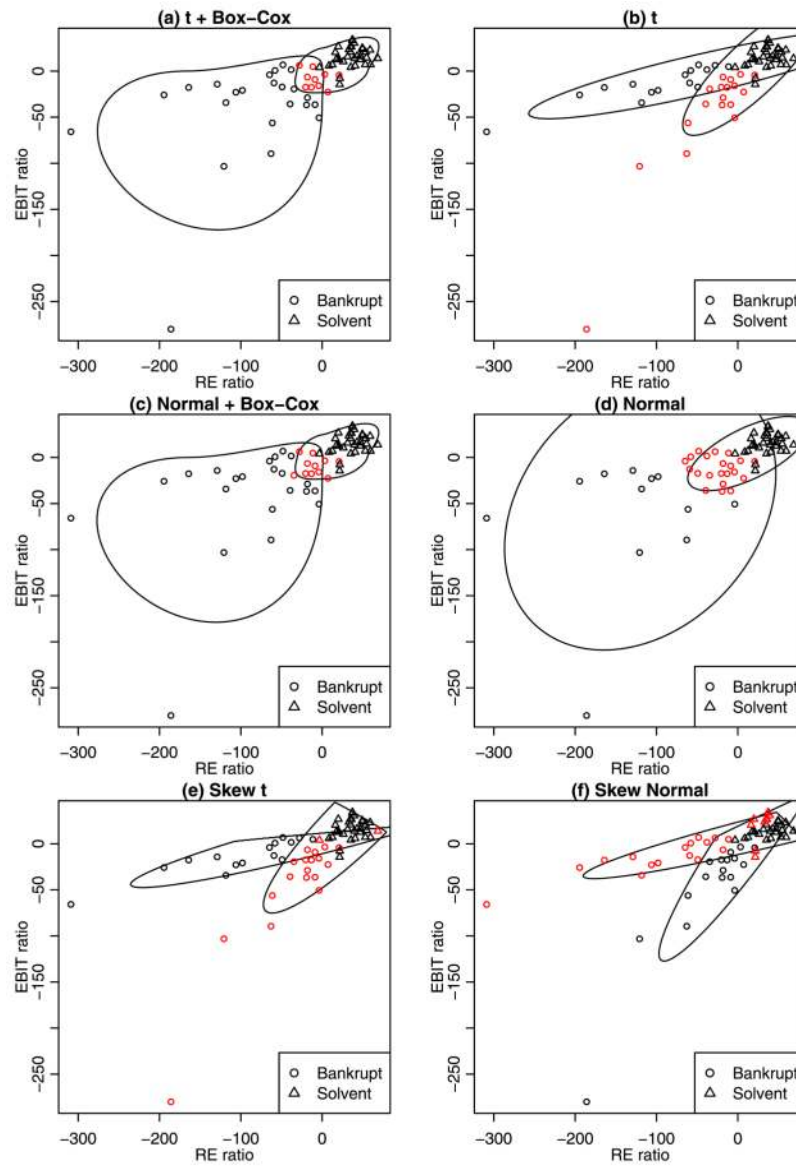 (a) t + Box−Cox
(b) t
EBIT ratio
0
−50
−150
−250
Bankrupt
Solvent
−300
−200
−100
0
RE ratio
EBIT ratio
0
−50
−150
−250
Bankrupt
Solvent
−300
−200
−100
0
RE ratio
(c) Normal + Box−Cox
(d) Normal
EBIT ratio
0
−50
−150
−250
Bankrupt
Solvent
−300
−200
−100
0
RE ratio
EBIT ratio
0
−50
−150
−250
Bankrupt
Solvent
−300
−200
−100
0
RE ratio
(e) Skew t
(f) Skew Normal
EBIT ratio
0
−50
−150
−250
Bankrupt
Solvent
−300
−200
−100
0
RE ratio
EBIT ratio
0
−50
−150
−250
Bankrupt
Solvent
−300
−200
−100
0
RE ratio